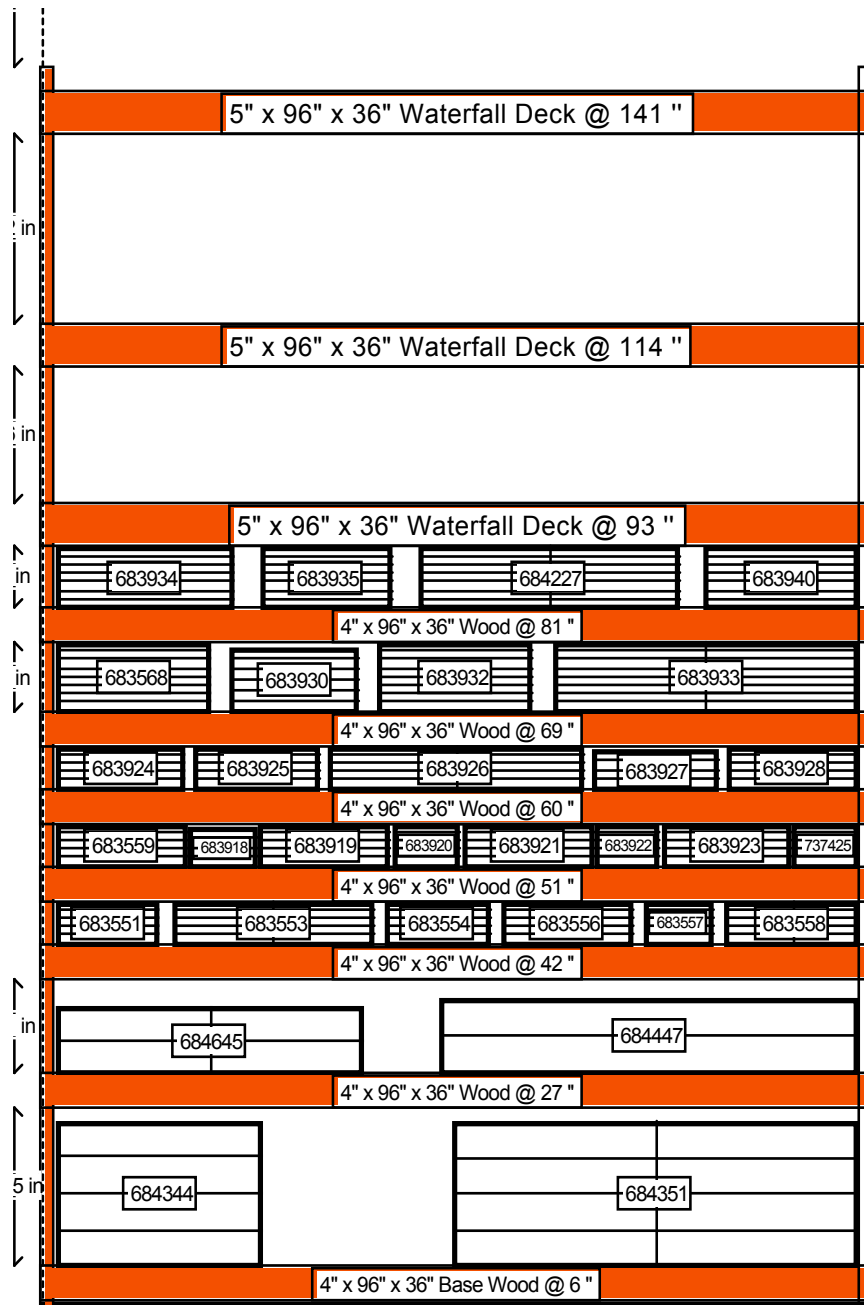 5" x 96" x 36" Waterfall Deck @ 141 "
in
5" x 96" x 36" Waterfall Deck @ 114 "
in
5" x 96" x 36" Waterfall Deck @ 93 "
in 683934 683935 684227 683940
4" x 96" x 36" Wood @ 81 "
in 683568 683930 683932 683933
4" x 96" x 36" Wood @ 69 "
683924 683925 683926 683927 683928
4" x 96" x 36" Wood @ 60 "
683559 683918 683919 683920 683921 683922 683923 737425
4" x 96" x 36" Wood @ 51 "
683551 683553 683554 683556 683557 683558
4" x 96" x 36" Wood @ 42 "
in 684645 684447
4" x 96" x 36" Wood @ 27 "
5 in 684344 684351
4" x 96" x 36" Base Wood @ 6 "